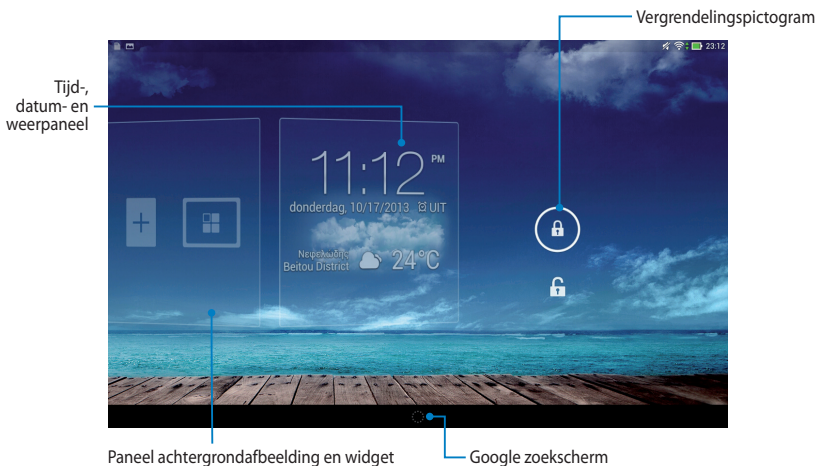 Vergrendelingspictogram
23:12
Tijd-,
datum- en
weerpaneel
11:12 PM
donderdag, 10/17/2013 UIT
Νεφελώδης
Beitou District
24°C
Paneel achtergrondafbeelding en widget
Google zoekscherm